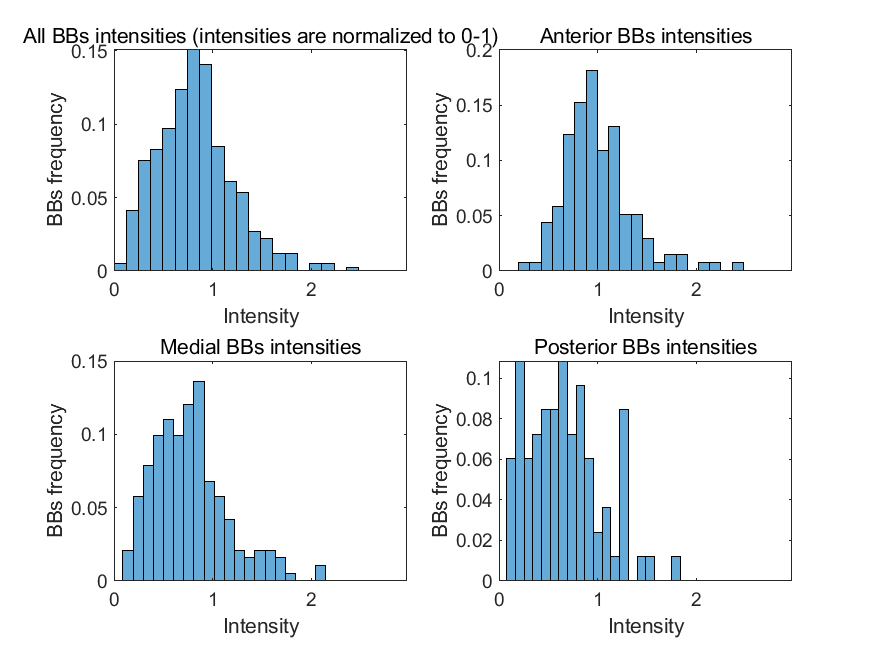 All BBs intensities (intensities are normalized to 0-1)
0.15
0.1
0.05
0
BBs frequency
0 1 2
Intensity
Anterior BBs intensities
0.2
0.15
0.1
0.05
0
BBs frequency
0 1 2
Intensity
Medial BBs intensities
0.15
0.1
0.05
0
BBs frequency
0 1 2
Intensity
Posterior BBs intensities
0.1
0.08
0.06
0.04
0.02
0
BBs frequency
0 1 2
Intensity